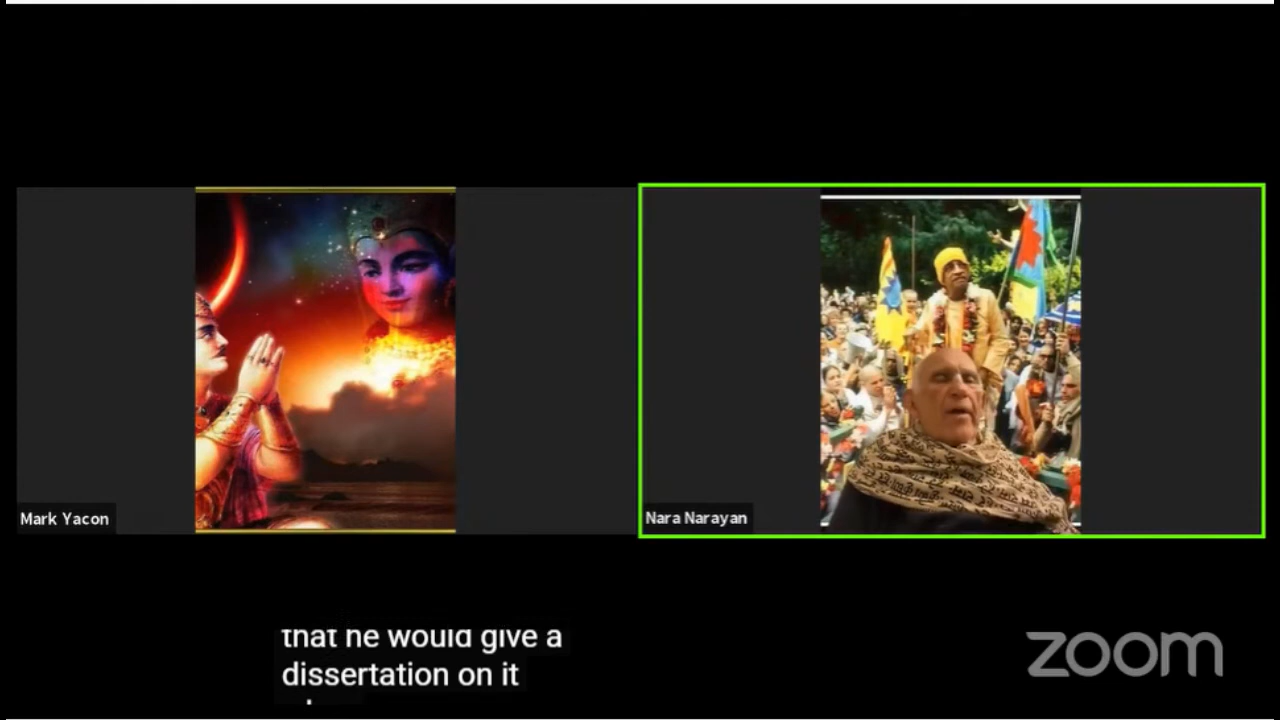 Mark Yacon
Nara Narayan
that he would give a
dissertation on it
zoom